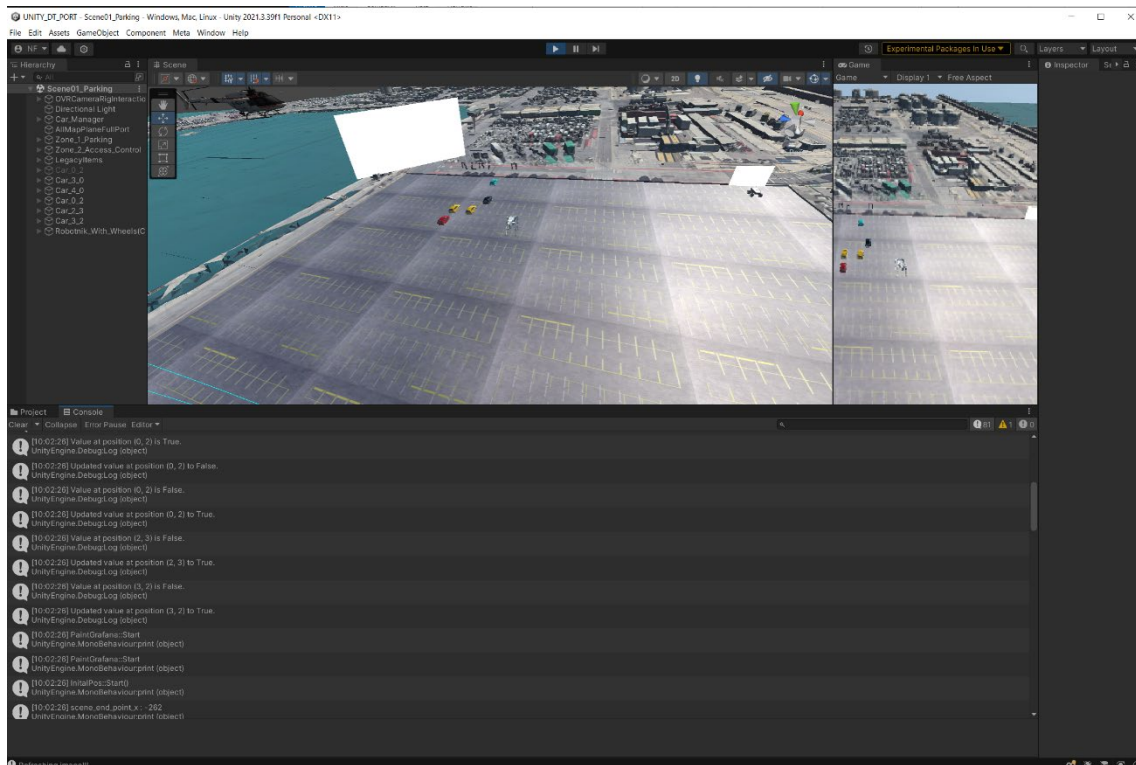 UNITY_DT_PORT - Scene01_Parking - Windows, Mac, Linux - Unity 2021.3.39f1 Personal <DX11>
File Edit Assets GameObject Component Meta Window Help
NF
Experimental Packages In Use
Layers
Layout
Hierarchy
All
Scene01_Parking
OVRCameraRigInteractio
Directional Light
Car_Manager
AllMapPlaneFullPort
Zone_1_Parking
Zone_2_Access_Control
LegacyItems
Car_0_2
Car_3_0
Car_4_0
Car_0_2
Car_2_3
Car_3_2
Robotnik_With_Wheels(C
Scene
2D
Game
Game
Display 1
Free Aspect
Inspector
Project
Console
Clear Collapse Error Pause Editor
81 1 0
[10:02:26] Value at position (0, 2) is True.
UnityEngine.Debug:Log (object)
[10:02:26] Updated value at position (0, 2) to False.
UnityEngine.Debug:Log (object)
[10:02:26] Value at position (0, 2) is False.
UnityEngine.Debug:Log (object)
[10:02:26] Updated value at position (0, 2) to True.
UnityEngine.Debug:Log (object)
[10:02:26] Value at position (2, 3) is False.
UnityEngine.Debug:Log (object)
[10:02:26] Updated value at position (2, 3) to True.
UnityEngine.Debug:Log (object)
[10:02:26] Value at position (3, 2) is False.
UnityEngine.Debug:Log (object)
[10:02:26] Updated value at position (3, 2) to True.
UnityEngine.Debug:Log (object)
[10:02:26] PaintGrafana::Start
UnityEngine.MonoBehaviour:print (object)
[10:02:26] PaintGrafana::Start
UnityEngine.MonoBehaviour:print (object)
[10:02:26] InitalPos::Start()
UnityEngine.MonoBehaviour:print (object)
[10:02:26] scene_end_point_x : -262
UnityEngine.MonoBehaviour:print (object)